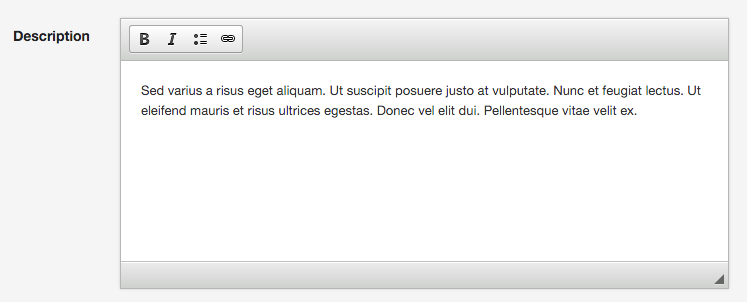 Description
B I
Sed varius a risus eget aliquam. Ut suscipit posuere justo at vulputate. Nunc et feugiat lectus. Ut
eleifend mauris et risus ultrices egestas. Donec vel elit dui. Pellentesque vitae velit ex.